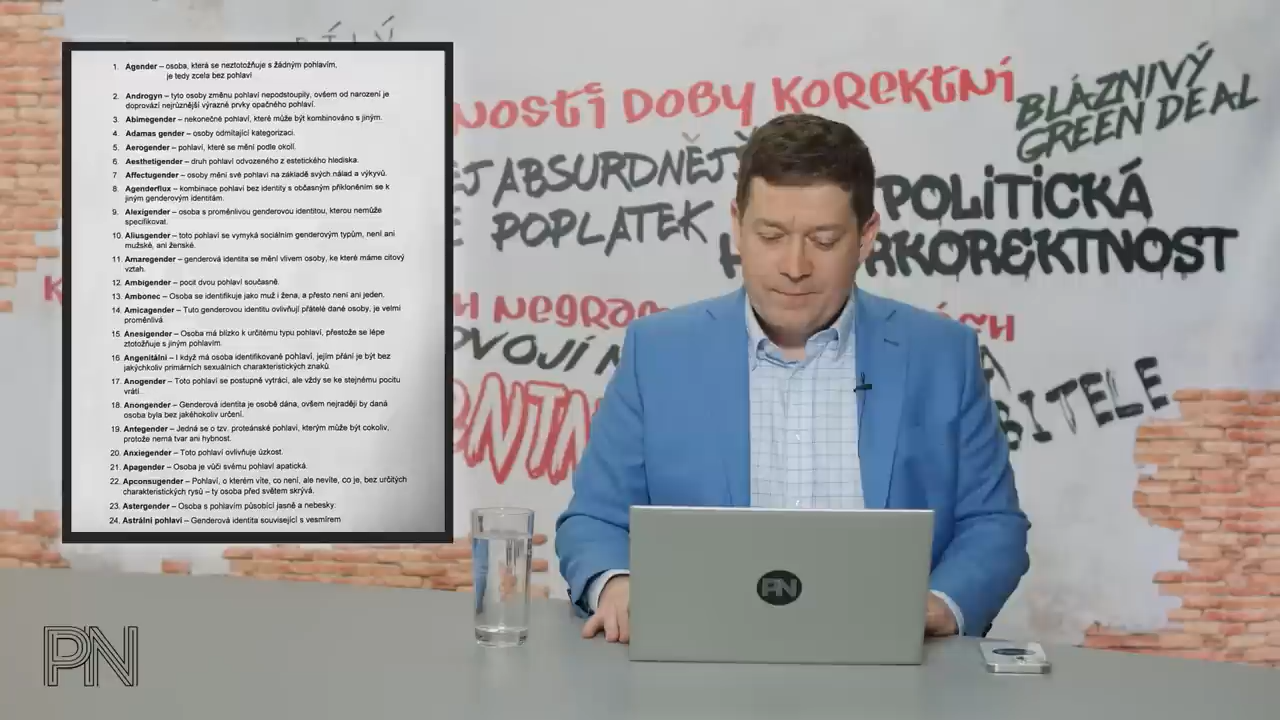 1. Agender – osoba, která se neztotožňuje s žádným pohlavím,
je tedy zcela bez pohlaví
2. Androgyn – tyto osoby změnu pohlaví nepodstoupily, ovšem od narození je
doprovází nejrůznější výrazné prvky opačného pohlaví.
3. Abimegender – nekonečné pohlaví, které může být kombinováno s jiným.
4. Adamas gender – osoby odmítající kategorizaci.
5. Aerogender – pohlaví, které se mění podle okolí.
6. Aesthetigender – druh pohlaví odvozeného z estetického hlediska.
7. Affectugender – osoby mění své pohlaví na základě svých nálad a výkyvů.
8. Agenderflux – kombinace pohlaví bez identity s občasným přikloněním se k
jiným genderovým identitám.
9. Alexigender – osoba s proměnlivou genderovou identitou, kterou nemůže
specifikovat.
10. Aliusgender – toto pohlaví se vymyká sociálním genderovým typům, není ani
mužské, ani ženské.
11. Amaregender – genderová identita se mění vlivem osoby, ke které máme citový
vztah.
12. Ambigender – pocit dvou pohlaví současně.
13. Ambonec – Osoba se identifikuje jako muž i žena, a přesto není ani jeden.
14. Amicagender – Tuto genderovou identitu ovlivňují přátelé dané osoby, je velmi
proměnlivá.
15. Anesigender – Osoba má blízko k určitému typu pohlaví, přestože se lépe
ztotožňuje s jiným pohlavím.
16. Angenitální – I když má osoba identifikované pohlaví, jejím přání je být bez
jakýchkoliv primárních sexuálních charakteristických znaků.
17. Anogender – Toto pohlaví se postupně vytrácí, ale vždy se ke stejnému pocitu
vrátí.
18. Anongender – Genderová identita je osobě dána, ovšem nejraději by daná
osoba byla bez jakéhokoliv určení.
19. Antegender – Jedná se o tzv. proteánské pohlaví, kterým může být cokoliv,
protože nemá tvar ani hybnost.
20. Anxiegender – Toto pohlaví ovlivňuje úzkost.
21. Apagender – Osoba je vůči svému pohlaví apatická.
22. Apconsugender – Pohlaví, o kterém víte, co není, ale nevíte, co je, bez určitých
charakteristických rysů – ty osoba před světem skrývá.
23. Astergender – Osoba s pohlavím působící jasně a nebesky.
24. Astrální pohlaví – Genderová identita související s vesmírem
NOSTÍ DOBY KOREKTNÍ
BLÁZNIVÝ
GREEN DEAL
ABSURDNĚJŠ
POPLATEK
POLITICKÁ
H RKOREKTNOST
NEGRA
VOJÍ
SITELE
PN
PN